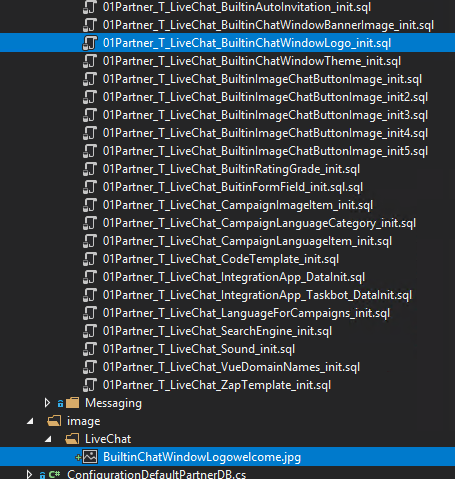 01Partner_T_LiveChat_BuiltinAutoInvitation_init.sql
01Partner_T_LiveChat_BuiltinChatWindowBannerImage_init.sql
01Partner_T_LiveChat_BuiltinChatWindowLogo_init.sql
01Partner_T_LiveChat_BuiltinChatWindowTheme_init.sql
01Partner_T_LiveChat_BuiltinImageChatButtonImage_init.sql
01Partner_T_LiveChat_BuiltinImageChatButtonImage_init2.sql
01Partner_T_LiveChat_BuiltinImageChatButtonImage_init3.sql
01Partner_T_LiveChat_BuiltinImageChatButtonImage_init4.sql
01Partner_T_LiveChat_BuiltinImageChatButtonImage_init5.sql
01Partner_T_LiveChat_BuiltinRatingGrade_init.sql
01Partner_T_LiveChat_BuitinFormField_init.sql.sql
01Partner_T_LiveChat_CampaignImageItem_init.sql
01Partner_T_LiveChat_CampaignLanguageCategory_init.sql
01Partner_T_LiveChat_CampaignLanguageItem_init.sql
01Partner_T_LiveChat_CodeTemplate_init.sql
01Partner_T_LiveChat_IntegrationApp_DataInit.sql
01Partner_T_LiveChat_IntegrationApp_Taskbot_DataInit.sql
01Partner_T_LiveChat_LanguageForCampaigns_init.sql
01Partner_T_LiveChat_SearchEngine_init.sql
01Partner_T_LiveChat_Sound_init.sql
01Partner_T_LiveChat_VueDomainNames_init.sql
01Partner_T_LiveChat_ZapTemplate_init.sql
Messaging
image
LiveChat
BuiltinChatWindowLogowelcome.jpg
C# ConfigurationDefaultPartnerDB.cs